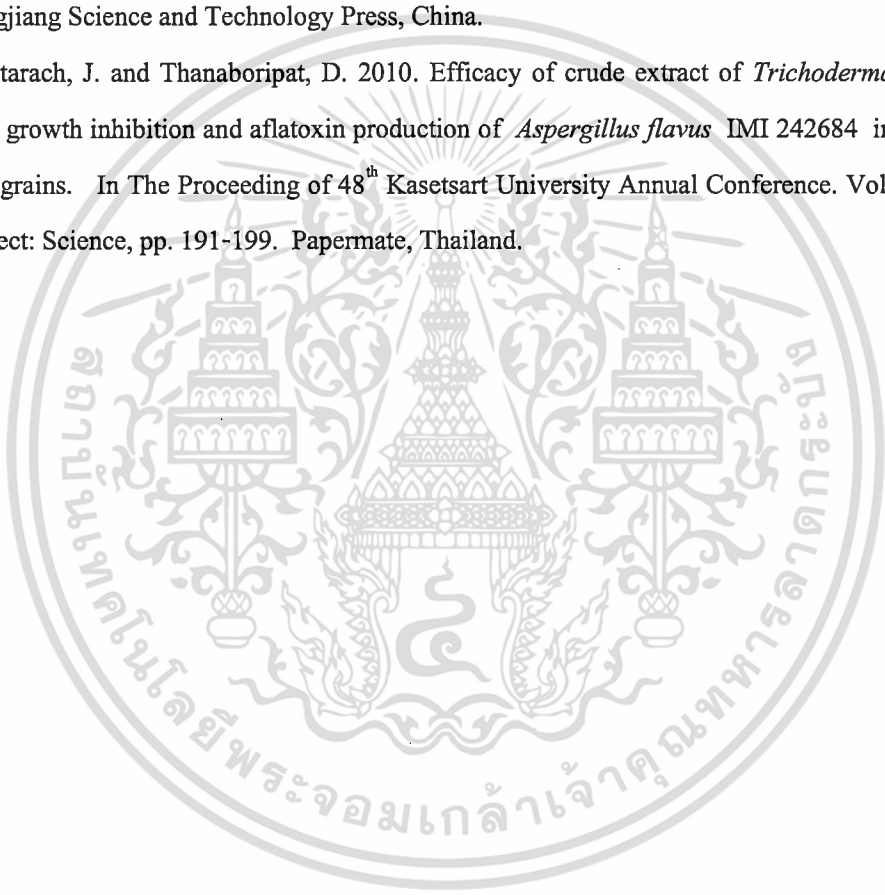 gjiang Science and Technology Press, China.
tarach, J. and Thanaboripat, D. 2010. Efficacy of crude extract of Trichoderma
growth inhibition and aflatoxin production of Aspergillus flavus IMI 242684 in
grains. In The Proceeding of 48th Kasetsart University Annual Conference. Vol
ect: Science, pp. 191-199. Papermate, Thailand.
๔
สถาบันเทคโนโลยีพระจอมเกล้าเจ้าคุณทหารลาดกระบัง